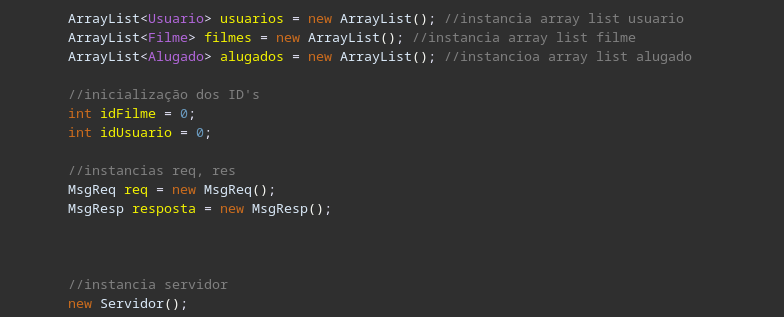 ArrayList<Usuario> usuarios = new ArrayList(); //instancia array list usuario
ArrayList<Filme> filmes = new ArrayList(); //instancia array list filme
ArrayList<Alugado> alugados = new ArrayList(); //instancioa array list alugado
//inicialização dos ID's
int idFilme = 0;
int idUsuario = 0;
//instancias req, res
MsgReq req = new MsgReq();
MsgResp resposta = new MsgResp();
//instancia servidor
new Servidor();